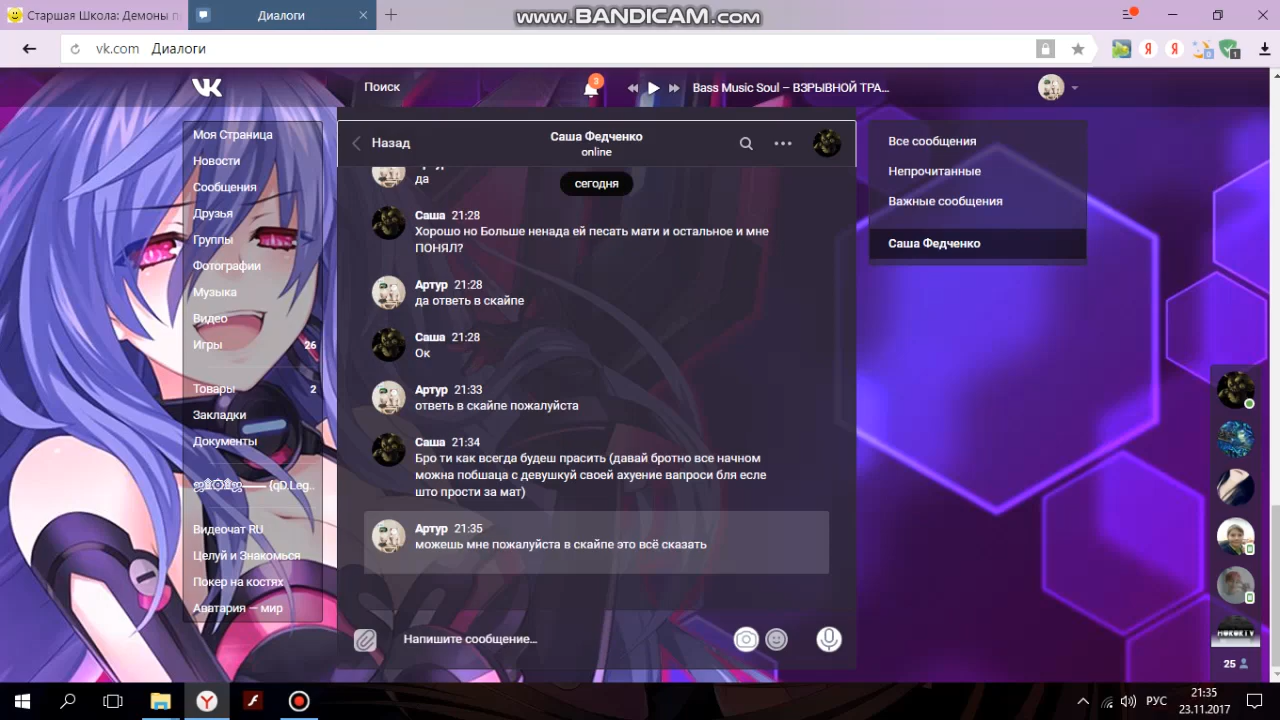 Старшая Школа: Демоны п
Диалоги
www.BANDICAM.com
vk.com Диалоги
Поиск
3
Bass Music Soul – ВЗРЫВНОЙ ТРА...
Моя Страница
Новости
Сообщения
Друзья
Группы
Фотографии
Музыка
Видео
Игры 26
Товары 2
Закладки
Документы
(qD.Leg..
Видеочат RU
Целуй и Знакомься
Покер на костях
Аватария — мир
Назад
Саша Федченко
online
да
сегодня
Саша 21:28
Хорошо но Больше ненада ей песать мати и остальное и мне
ПОНЯЛ?
Артур 21:28
да ответь в скайпе
Саша 21:28
Ок
Артур 21:33
ответь в скайпе пожалуйста
Саша 21:34
Бро ти как всегда будеш прасить (давай бротно все начном
можна побшаца с девушкуй своей ахуение вапроси бля есле
што прости за мат)
Артур 21:35
можешь мне пожалуйста в скайпе это всё сказать
Напишите сообщение...
Все сообщения
Непрочитанные
Важные сообщения
Саша Федченко
25
РУС
21:35
23.11.2017